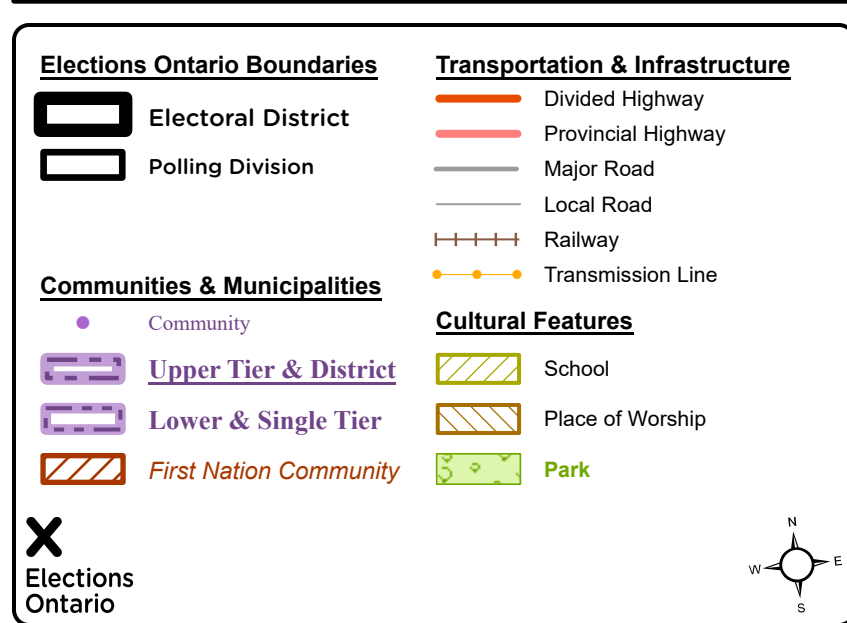 Elections Ontario Boundaries
Electoral District
Polling Division
Communities & Municipalities
Community
Upper Tier & District
Lower & Single Tier
First Nation Community
Transportation & Infrastructure
Divided Highway
Provincial Highway
Major Road
Local Road
Railway
Transmission Line
Cultural Features
School
Place of Worship
Park
Elections
Ontario
N
W
E
S